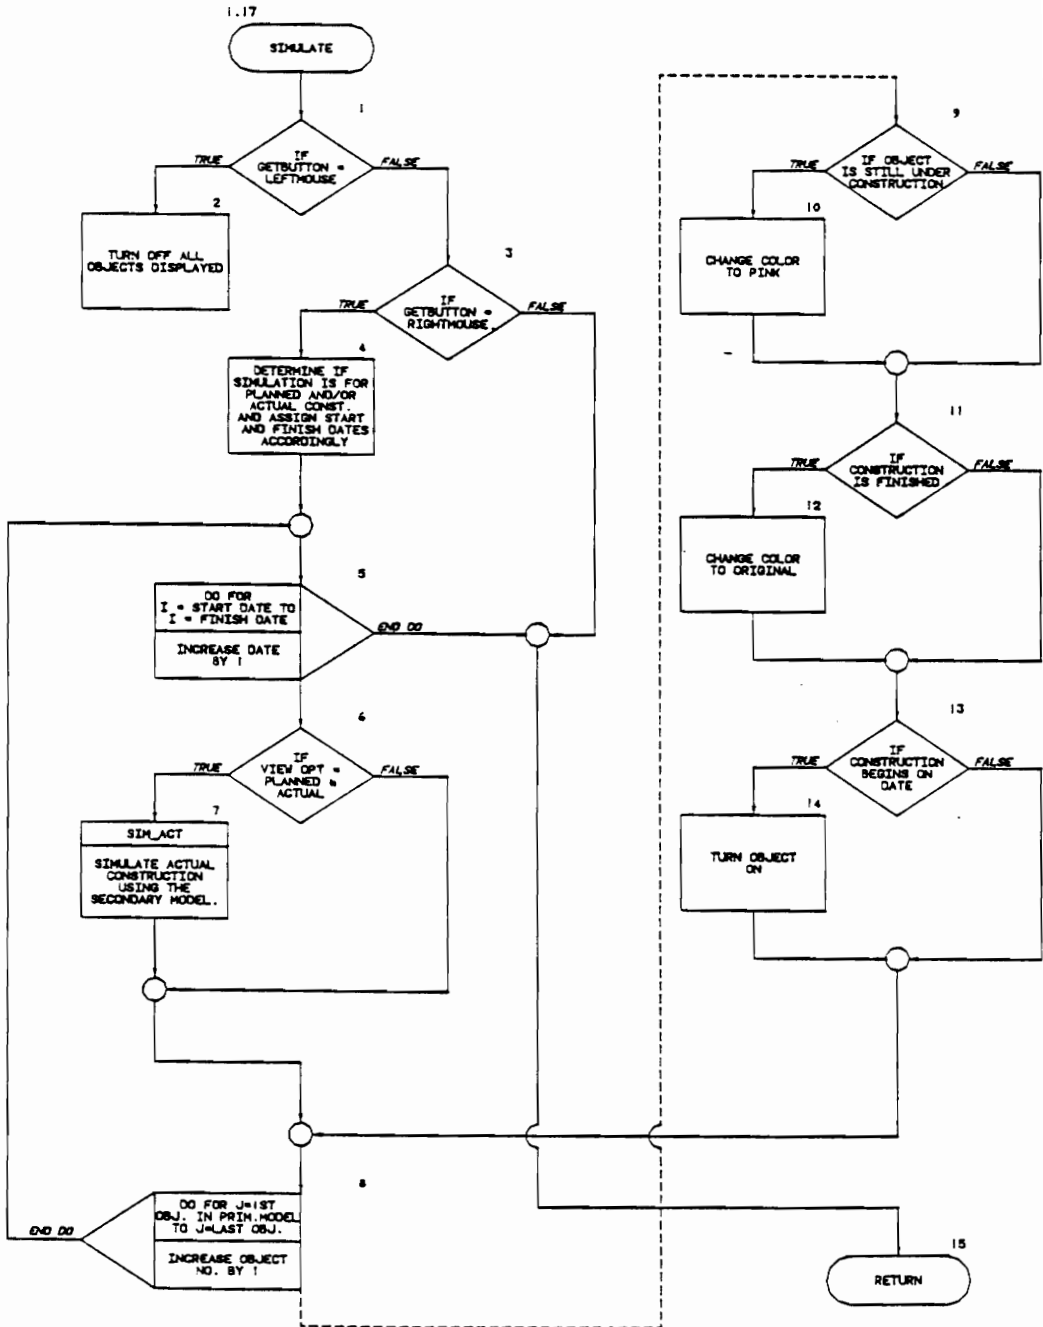 1.17
SIMULATE
1
IF
GETBUTTON =
LEFTMOUSE
TRUE
FALSE
2
TURN OFF ALL
OBJECTS DISPLAYED
3
IF
GETBUTTON =
RIGHTMOUSE.
TRUE
FALSE
4
DETERMINE IF
SIMULATION IS FOR
PLANNED AND/OR
ACTUAL CONST.
AND ASSIGN START
AND FINISH DATES
ACCORDINGLY
5
DO FOR
I = START DATE TO
I = FINISH DATE
INCREASE DATE
BY 1
END DO
6
IF
VIEW OPT =
PLANNED &
ACTUAL
TRUE
FALSE
7
SIM_ACT
SIMULATE ACTUAL
CONSTRUCTION
USING THE
SECONDARY MODEL.
8
DO FOR J=1ST
OBJ. IN PRIM.MODEL
TO J=LAST OBJ.
INCREASE OBJECT
NO. BY 1
END DO
9
IF OBJECT
IS STILL UNDER
CONSTRUCTION
TRUE
FALSE
10
CHANGE COLOR
TO PINK
11
IF
CONSTRUCTION
IS FINISHED
TRUE
FALSE
12
CHANGE COLOR
TO ORIGINAL
13
IF
CONSTRUCTION
BEGINS ON
DATE
TRUE
FALSE
14
TURN OBJECT
ON
15
RETURN